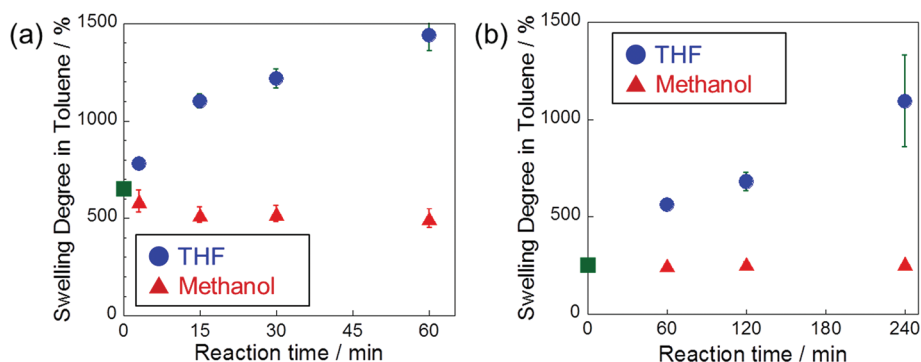 (a)
Swelling Degree in Toluene / %
1500
1000
500
0
THF
Methanol
0 15 30 45 60
Reaction time / min
(b)
Swelling Degree in Toluene / %
1500
1000
500
0
THF
Methanol
0 60 120 180 240
Reaction time / min